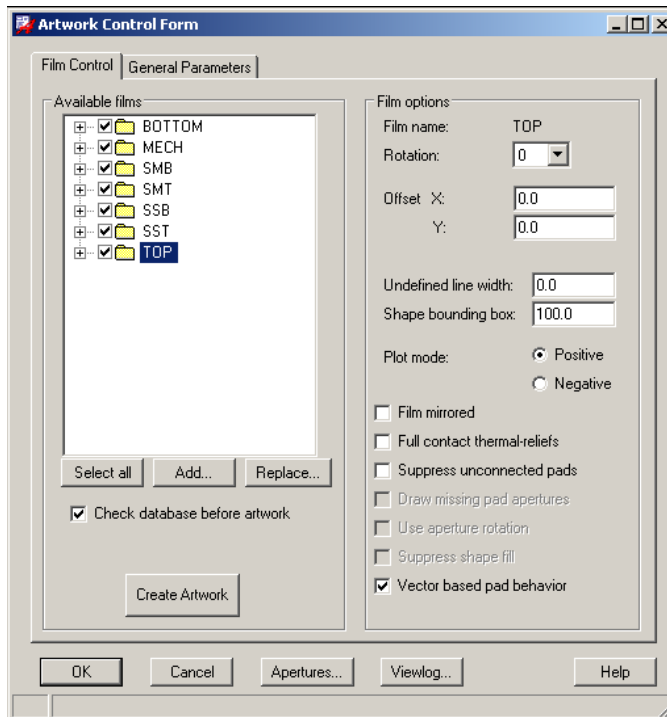 Artwork Control Form
Film Control General Parameters
Available films
BOTTOM
MECH
SMB
SMT
SSB
SST
TOP
Select all Add... Replace...
Check database before artwork
Create Artwork
Film options
Film name: TOP
Rotation: 0
Offset X: 0.0
Y: 0.0
Undefined line width: 0.0
Shape bounding box: 100.0
Plot mode: Positive
Negative
Film mirrored
Full contact thermal-reliefs
Suppress unconnected pads
Draw missing pad apertures
Use aperture rotation
Suppress shape fill
Vector based pad behavior
OK Cancel Apertures... Viewlog... Help